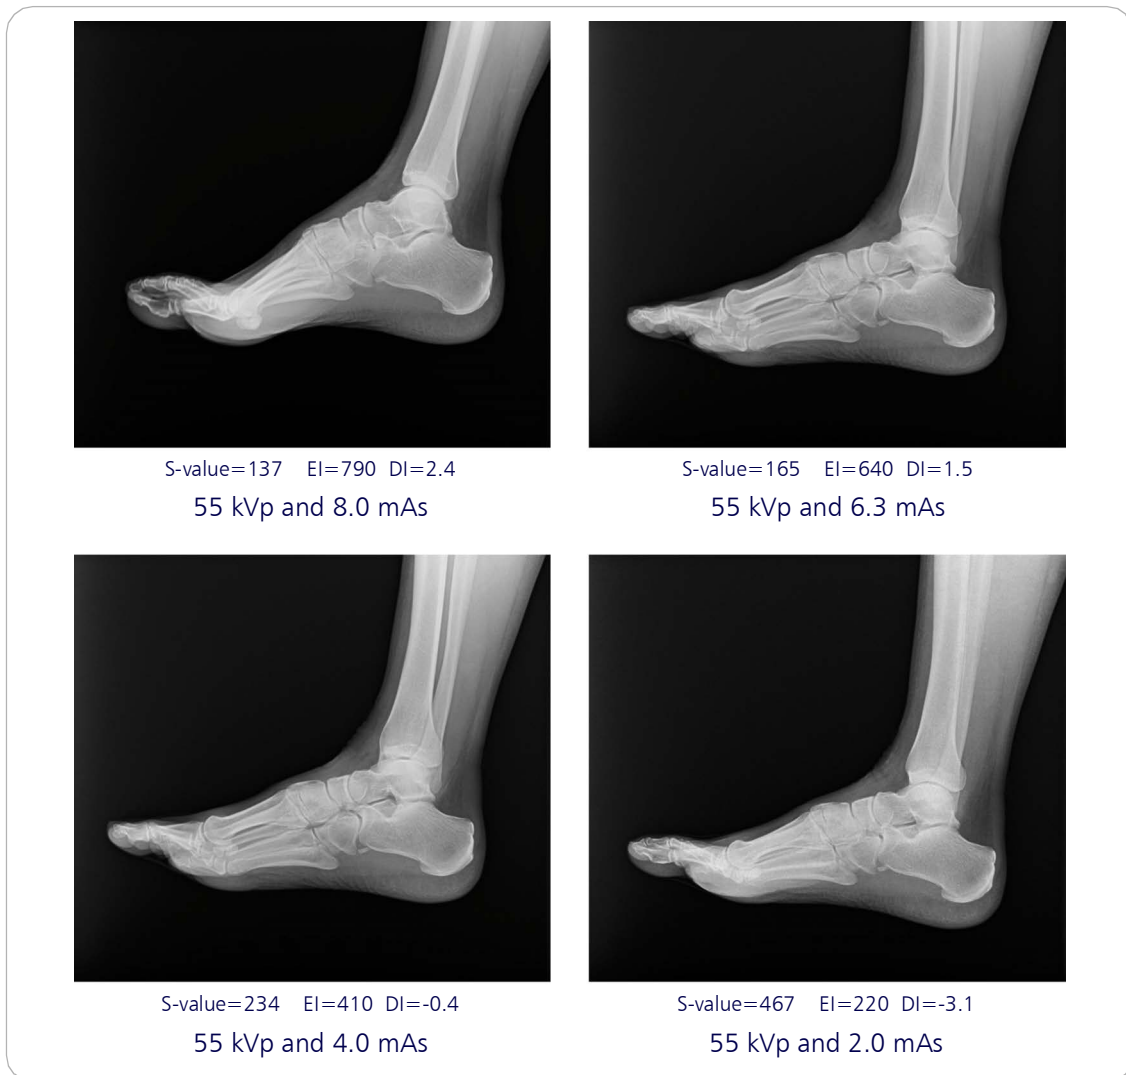 S-value=137 EI=790 DI=2.4
55 kVp and 8.0 mAs
S-value=165 EI=640 DI=1.5
55 kVp and 6.3 mAs
S-value=234 EI=410 DI=-0.4
55 kVp and 4.0 mAs
S-value=467 EI=220 DI=-3.1
55 kVp and 2.0 mAs